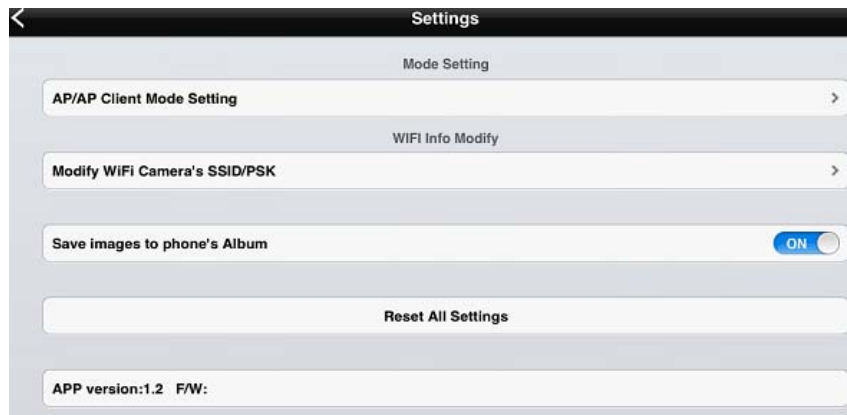 Settings
Mode Setting
AP/AP Client Mode Setting
WIFI Info Modify
Modify WiFi Camera's SSID/PSK
Save images to phone's Album
ON
Reset All Settings
APP version:1.2 F/W: